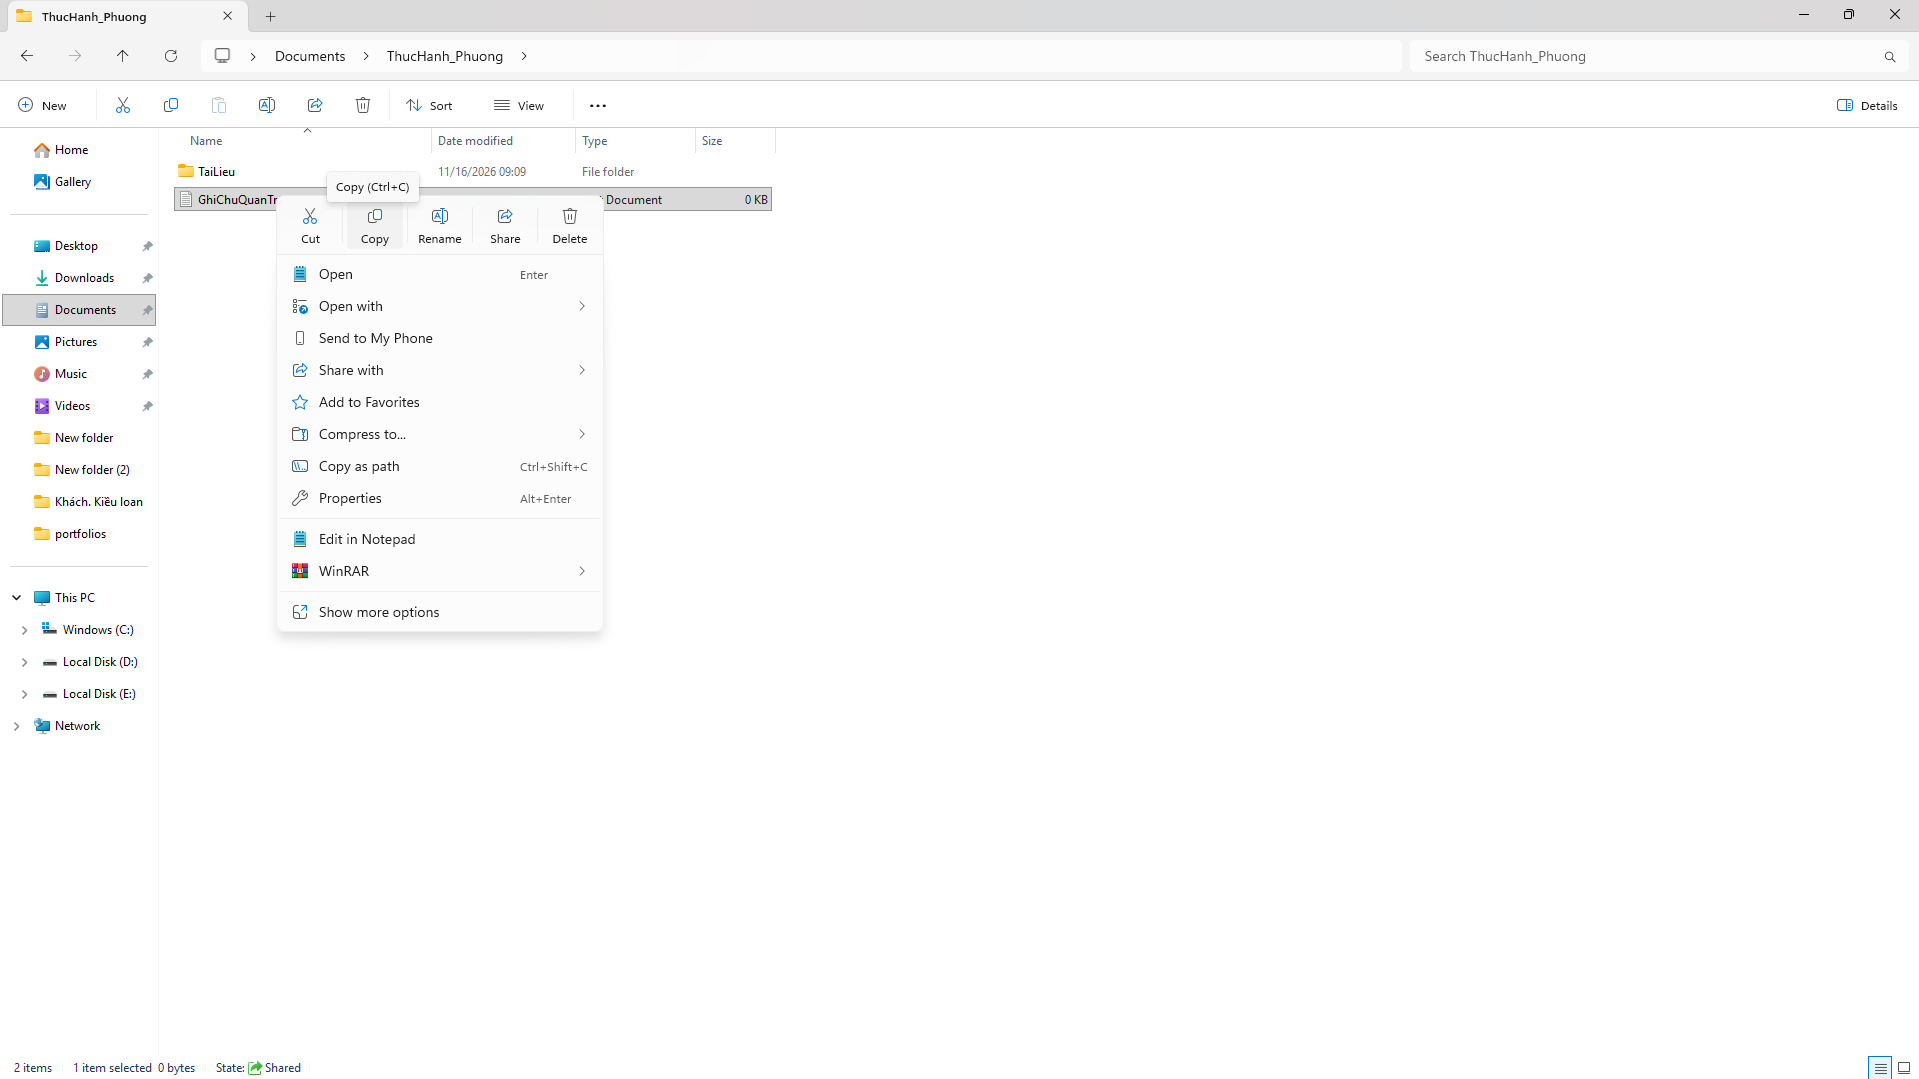 ThucHanh_Phuong
Documents > ThucHanh_Phuong >
Search ThucHanh_Phuong
New
Sort
View
Details
Name
Date modified
Type
Size
TaiLieu
11/16/2026 09:09
File folder
Copy (Ctrl+C)
GhiChuQuanTr
Document
0 KB
Cut
Copy
Rename
Share
Delete
Open Enter
Open with
Send to My Phone
Share with
Add to Favorites
Compress to...
Copy as path Ctrl+Shift+C
Properties Alt+Enter
Edit in Notepad
WinRAR
Show more options
Home
Gallery
Desktop
Downloads
Documents
Pictures
Music
Videos
New folder
New folder (2)
Khách. Kiều loan
portfolios
This PC
Windows (C:)
Local Disk (D:)
Local Disk (E:)
Network
2 items
1 item selected 0 bytes
State: Shared